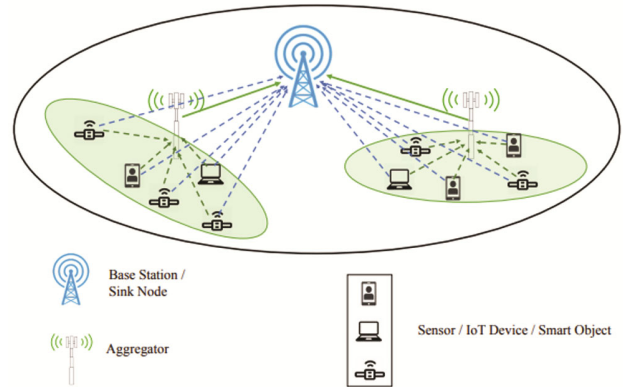 Base Station /
Sink Node
Sensor / IoT Device / Smart Object
Aggregator